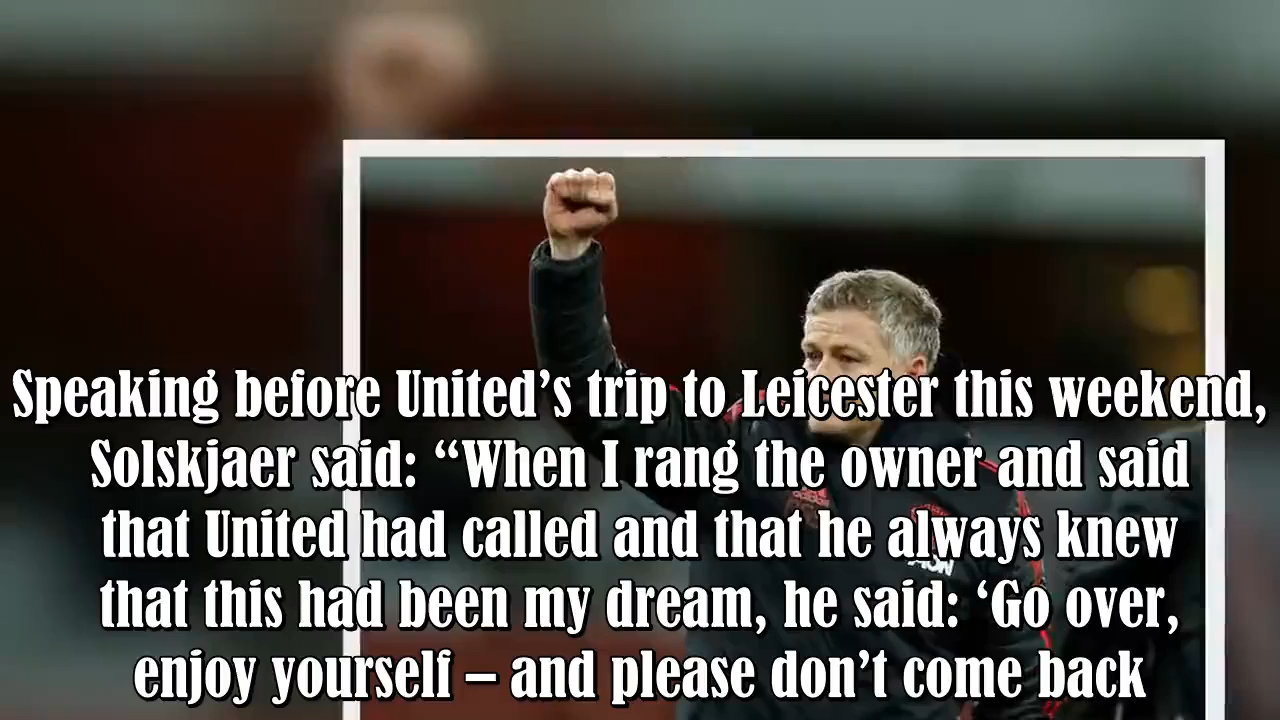 Speaking before United’s trip to Leicester this weekend,
Solskjaer said: “When I rang the owner and said
that United had called and that he always knew
that this had been my dream, he said: ‘Go over,
enjoy yourself – and please don’t come back